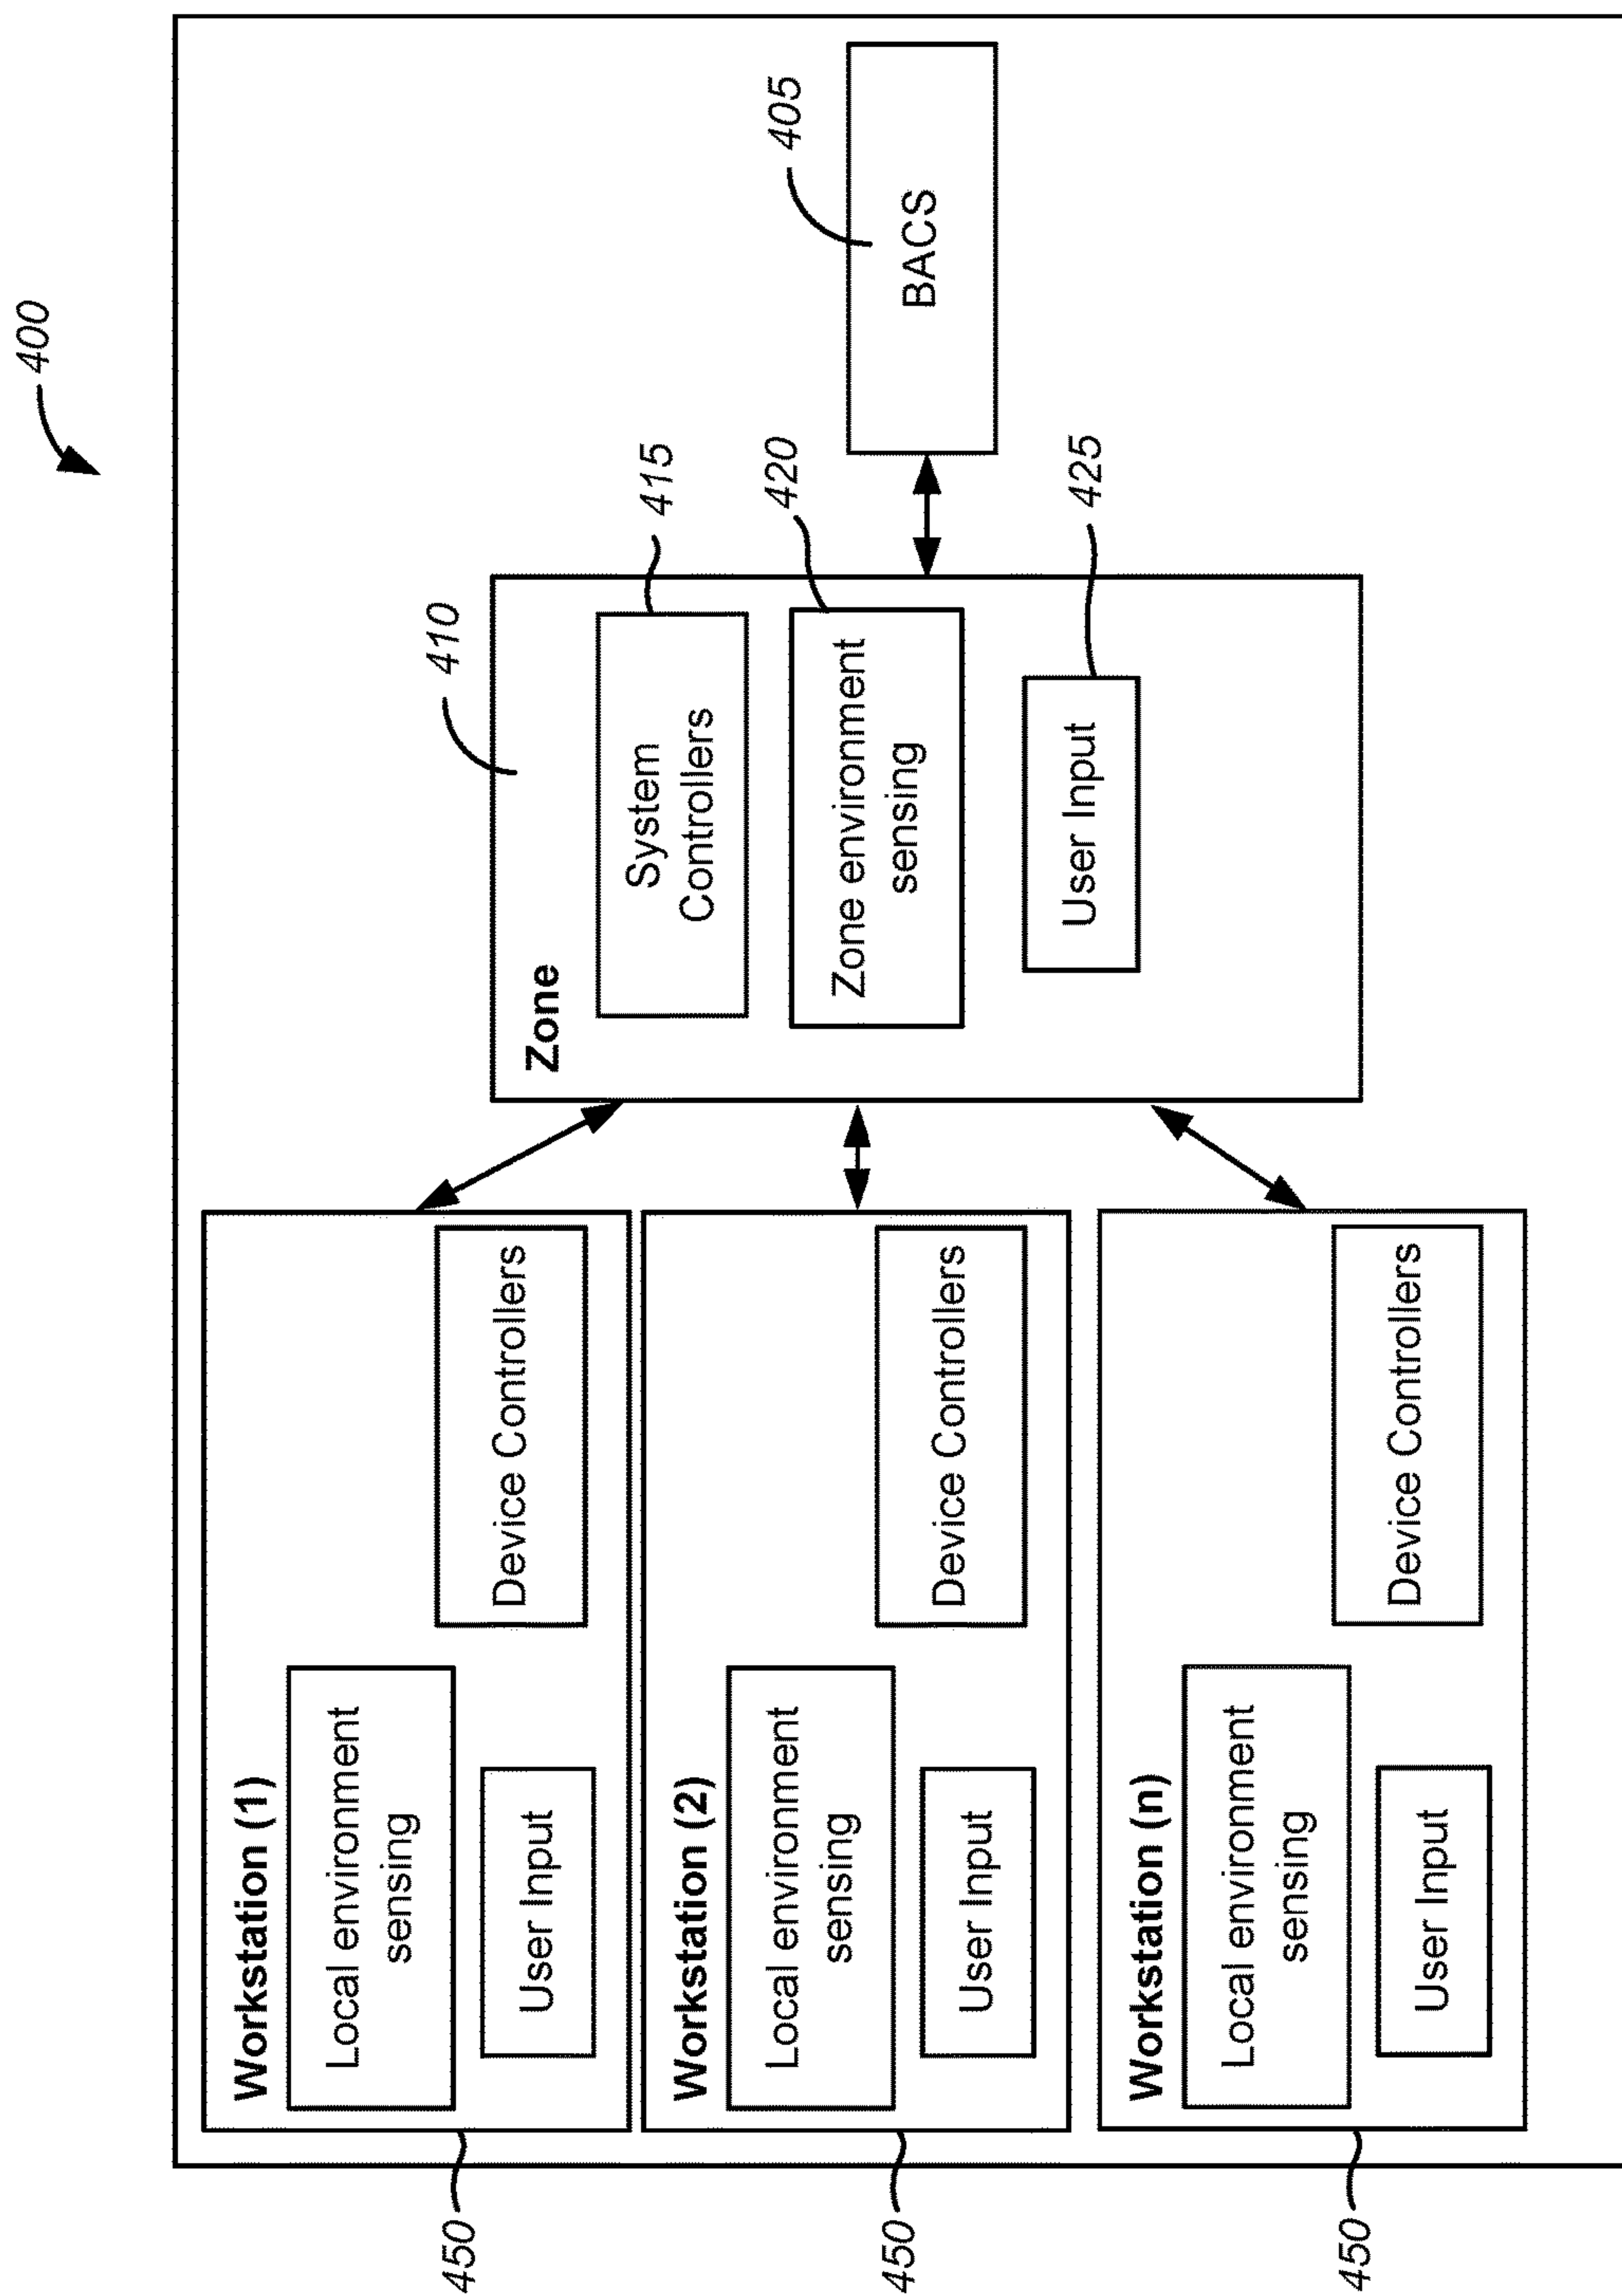 400
Workstation (1)
Local environment
sensing
User Input
Device Controllers
450
Workstation (2)
Local environment
sensing
User Input
Device Controllers
450
Workstation (n)
Local environment
sensing
User Input
Device Controllers
450
Zone
410
System
Controllers
415
Zone environment
sensing
420
User Input
425
BACS
405